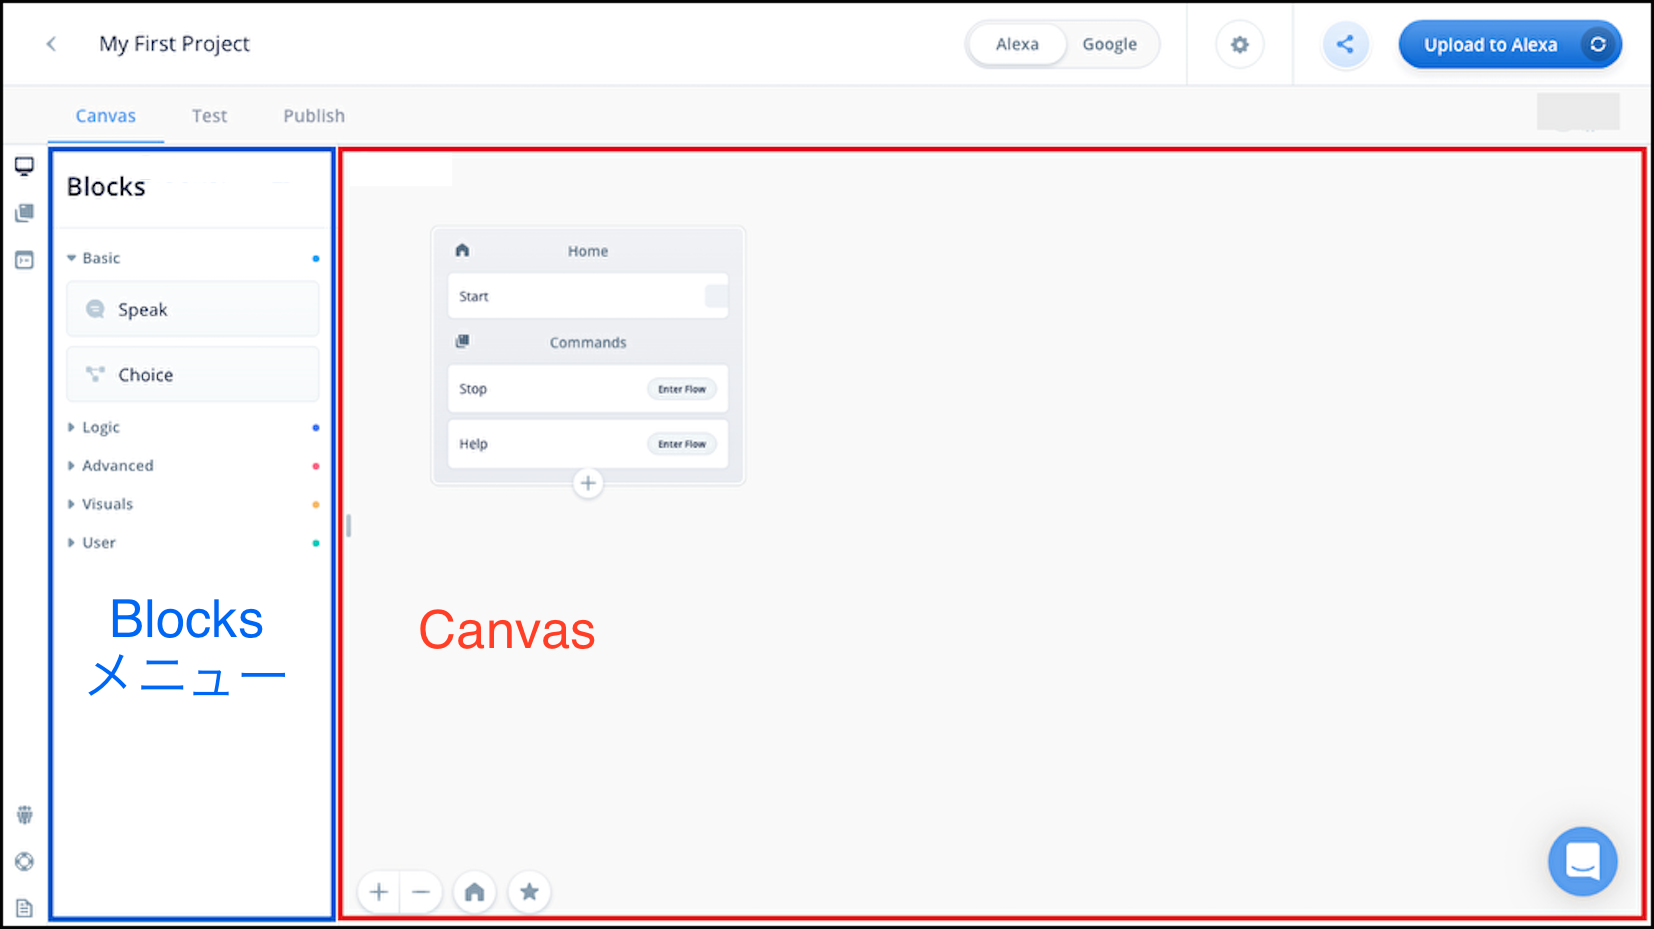 My First Project
Alexa
Google
Upload to Alexa
Canvas
Test
Publish
Blocks
Basic
Speak
Choice
Logic
Advanced
Visuals
User
Blocks
メニュー
Home
Start
Commands
Stop
Enter Flow
Help
Enter Flow
Canvas